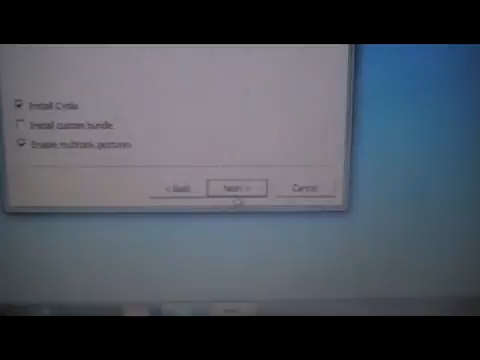 Install Cydia
Install custom bundle
Enable multitask gestures
< Back
Next >
Cancel